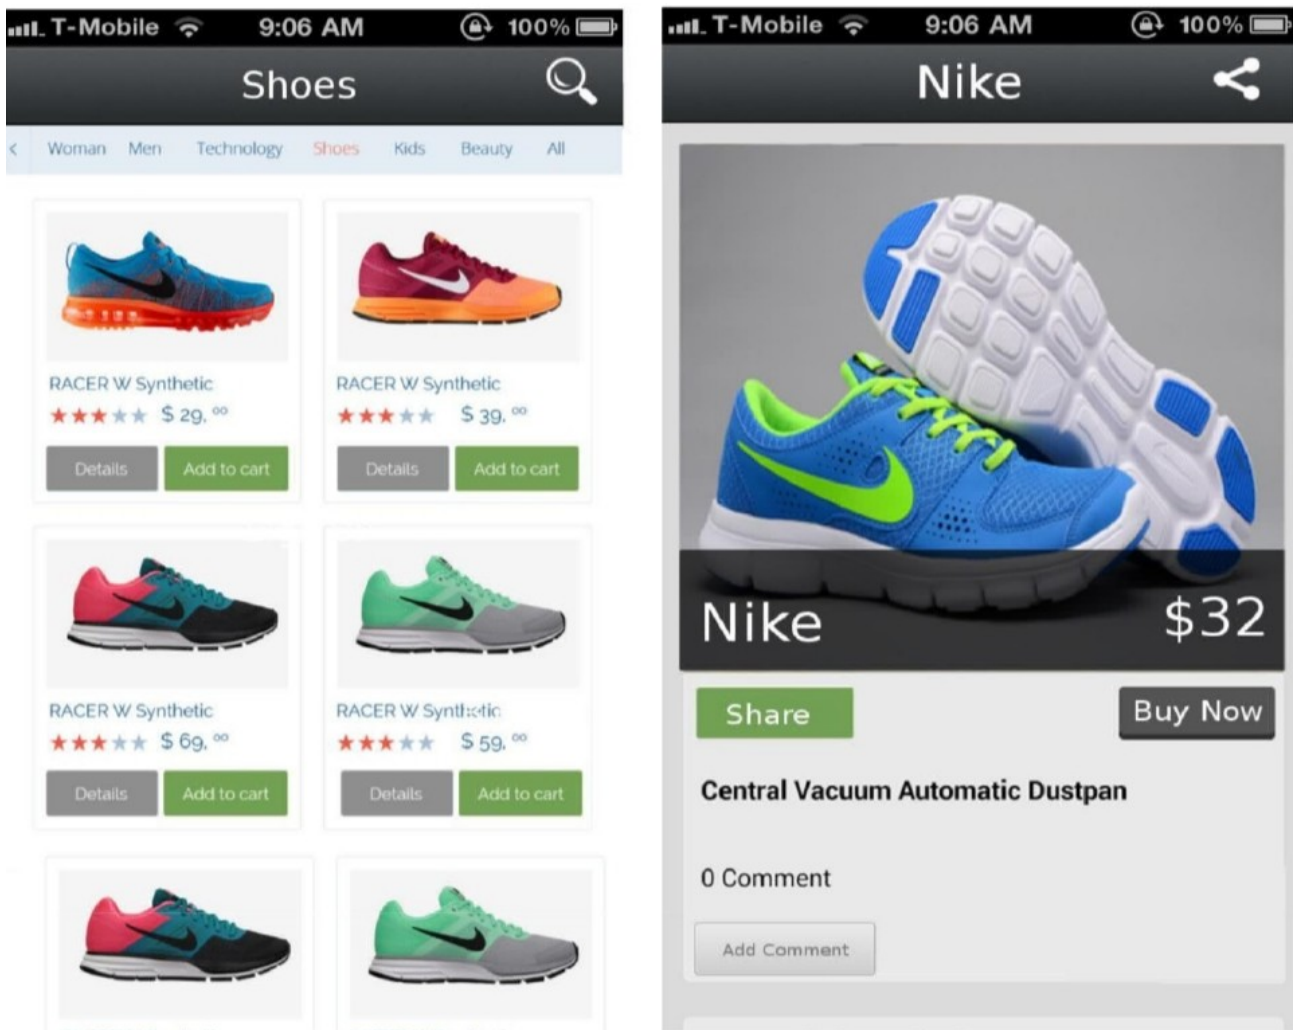 T-Mobile 9:06 AM 100%
Shoes
< Woman Men Technology Shoes Kids Beauty All
RACER W Synthetic
$ 29, ⁰⁰
Details Add to cart
RACER W Synthetic
$ 39, ⁰⁰
Details Add to cart
RACER W Synthetic
$ 69, ⁰⁰
Details Add to cart
RACER W Synthetic
$ 59, ⁰⁰
Details Add to cart
T-Mobile 9:06 AM 100%
Nike
Nike $32
Share Buy Now
Central Vacuum Automatic Dustpan
0 Comment
Add Comment